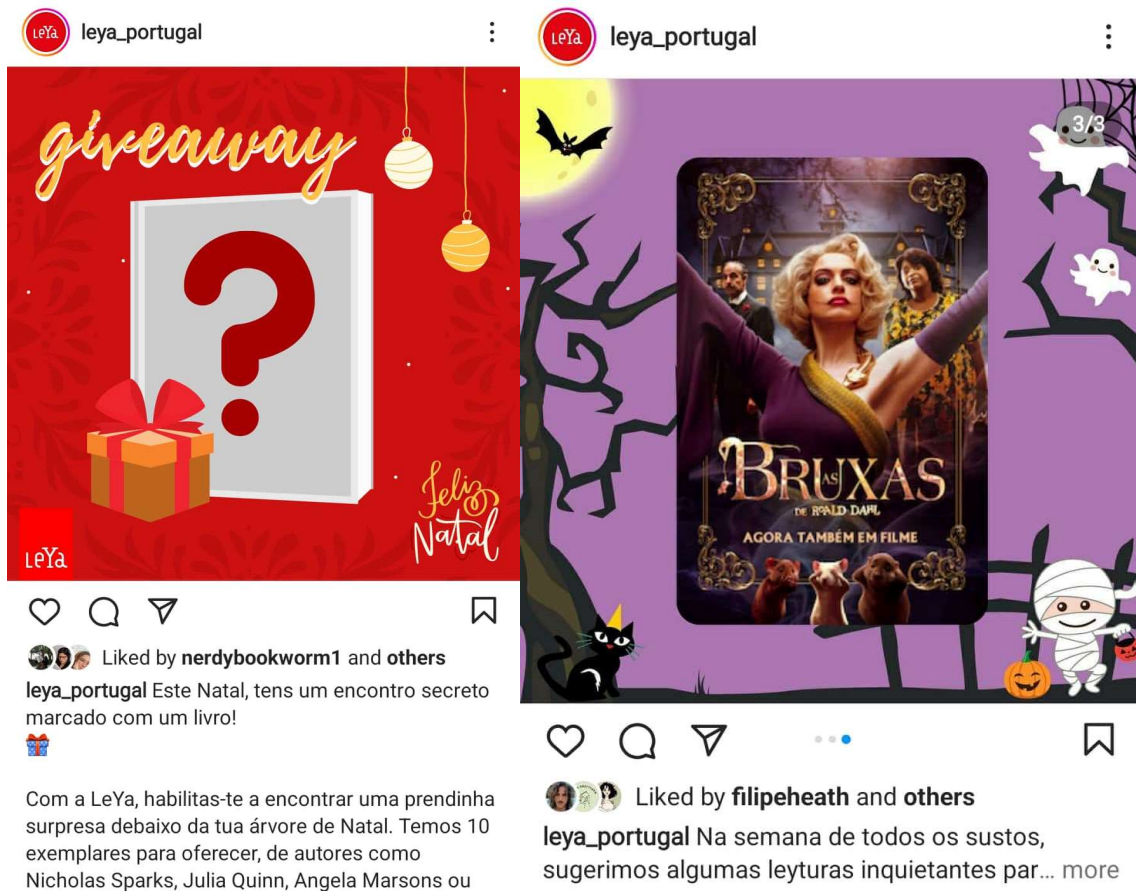 LeYa
leya_portugal
giveaway
?
Feliz
Natal
LeYa
Liked by nerdybookworm1 and others
leya_portugal Este Natal, tens um encontro secreto
marcado com um livro!
Com a LeYa, habilitas-te a encontrar uma prendinha
surpresa debaixo da tua árvore de Natal. Temos 10
exemplares para oferecer, de autores como
Nicholas Sparks, Julia Quinn, Angela Marsons ou
LeYa
leya_portugal
3/3
AS
BRUXAS
DE ROALD DAHL
AGORA TAMBÉM EM FILME
Liked by filipeheath and others
leya_portugal Na semana de todos os sustos,
sugerimos algumas leyturas inquietantes par... more